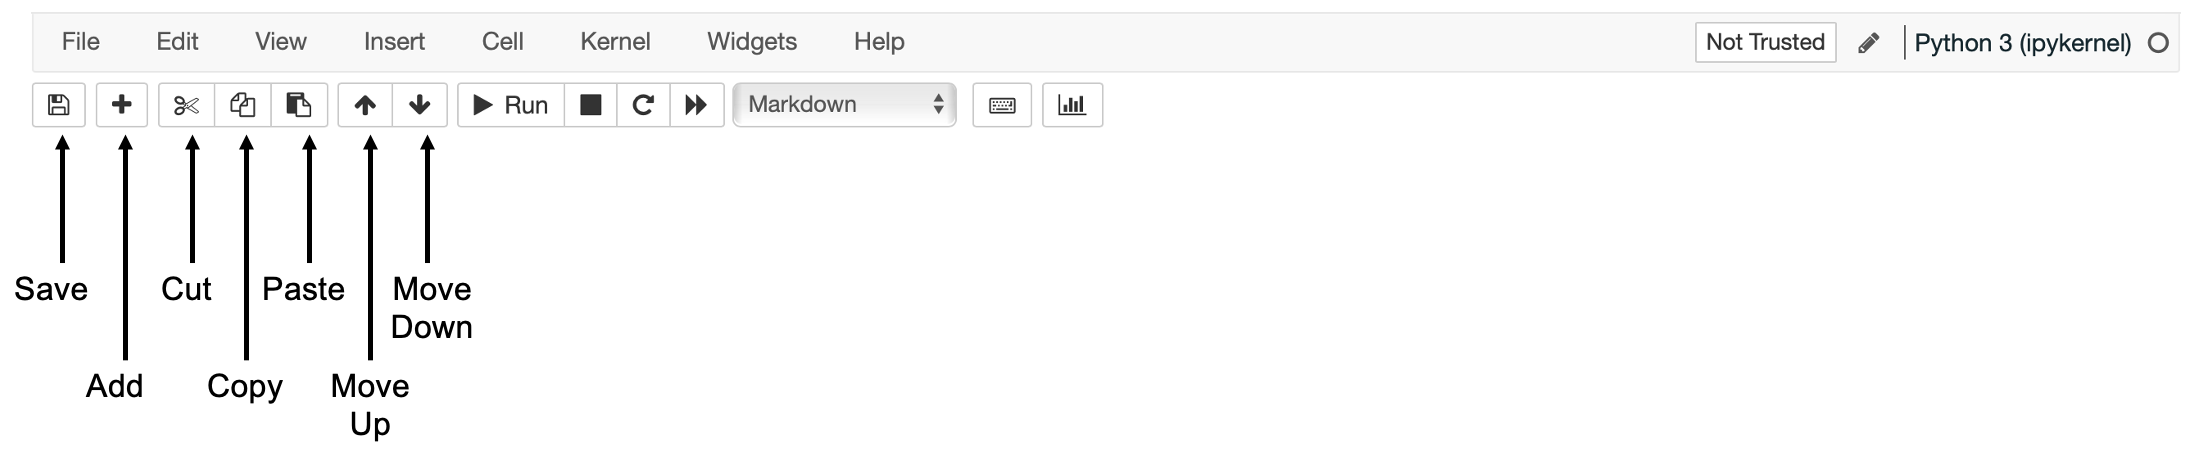 File Edit View Insert Cell Kernel Widgets Help Not Trusted Python 3 (ipykernel)
Run Markdown
Save Cut Paste Move
Down
Add Copy Move
Up